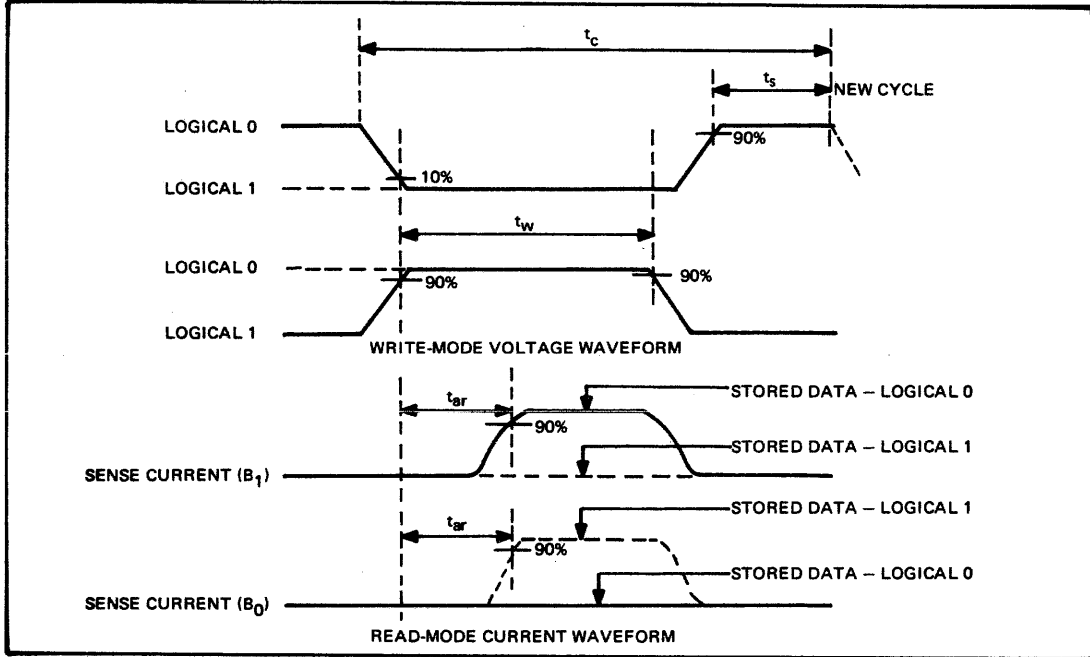 t_c
t_s
NEW CYCLE
LOGICAL 0
90%
10%
LOGICAL 1
t_w
LOGICAL 0
90%
90%
LOGICAL 1
WRITE-MODE VOLTAGE WAVEFORM
STORED DATA – LOGICAL 0
t_ar
90%
STORED DATA – LOGICAL 1
SENSE CURRENT (B_1)
STORED DATA – LOGICAL 1
t_ar
90%
STORED DATA – LOGICAL 0
SENSE CURRENT (B_0)
READ-MODE CURRENT WAVEFORM